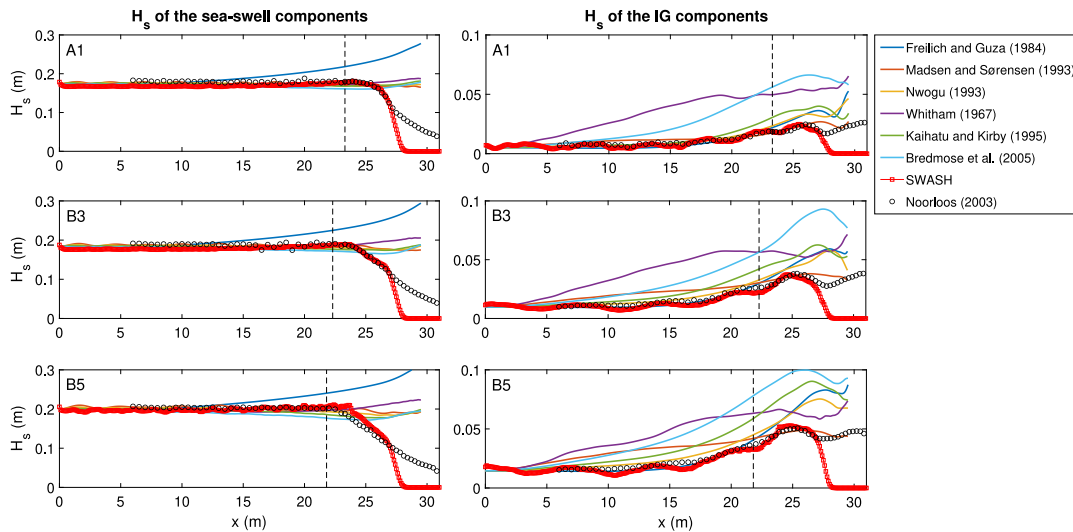 H_s of the sea-swell components
H_s of the IG components
A1
H_s (m)
0.3
0.2
0.1
0
0 5 10 15 20 25 30
A1
0.1
0.05
0
0 5 10 15 20 25 30
Freilich and Guza (1984)
Madsen and Sørensen (1993)
Nwogu (1993)
Whitham (1967)
Kaihatu and Kirby (1995)
Bredmose et al. (2005)
SWASH
Noorloos (2003)
B3
H_s (m)
0.3
0.2
0.1
0
0 5 10 15 20 25 30
B3
0.1
0.05
0
0 5 10 15 20 25 30
B5
H_s (m)
0.3
0.2
0.1
0
0 5 10 15 20 25 30
x (m)
B5
0.1
0.05
0
0 5 10 15 20 25 30
x (m)